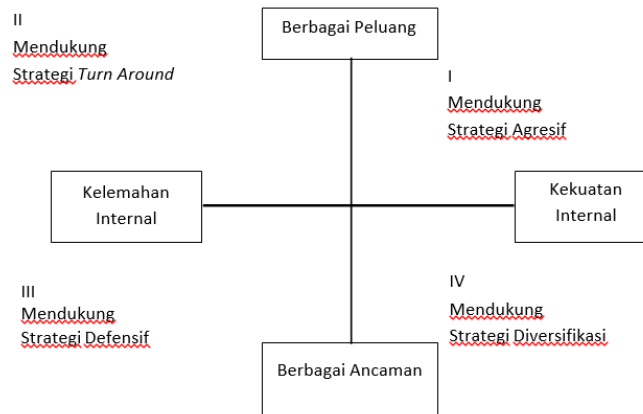 II
Mendukung
Strategi Turn Around
Berbagai Peluang
I
Mendukung
Strategi Agresif
Kelemahan
Internal
Kekuatan
Internal
III
Mendukung
Strategi Defensif
IV
Mendukung
Strategi Diversifikasi
Berbagai Ancaman